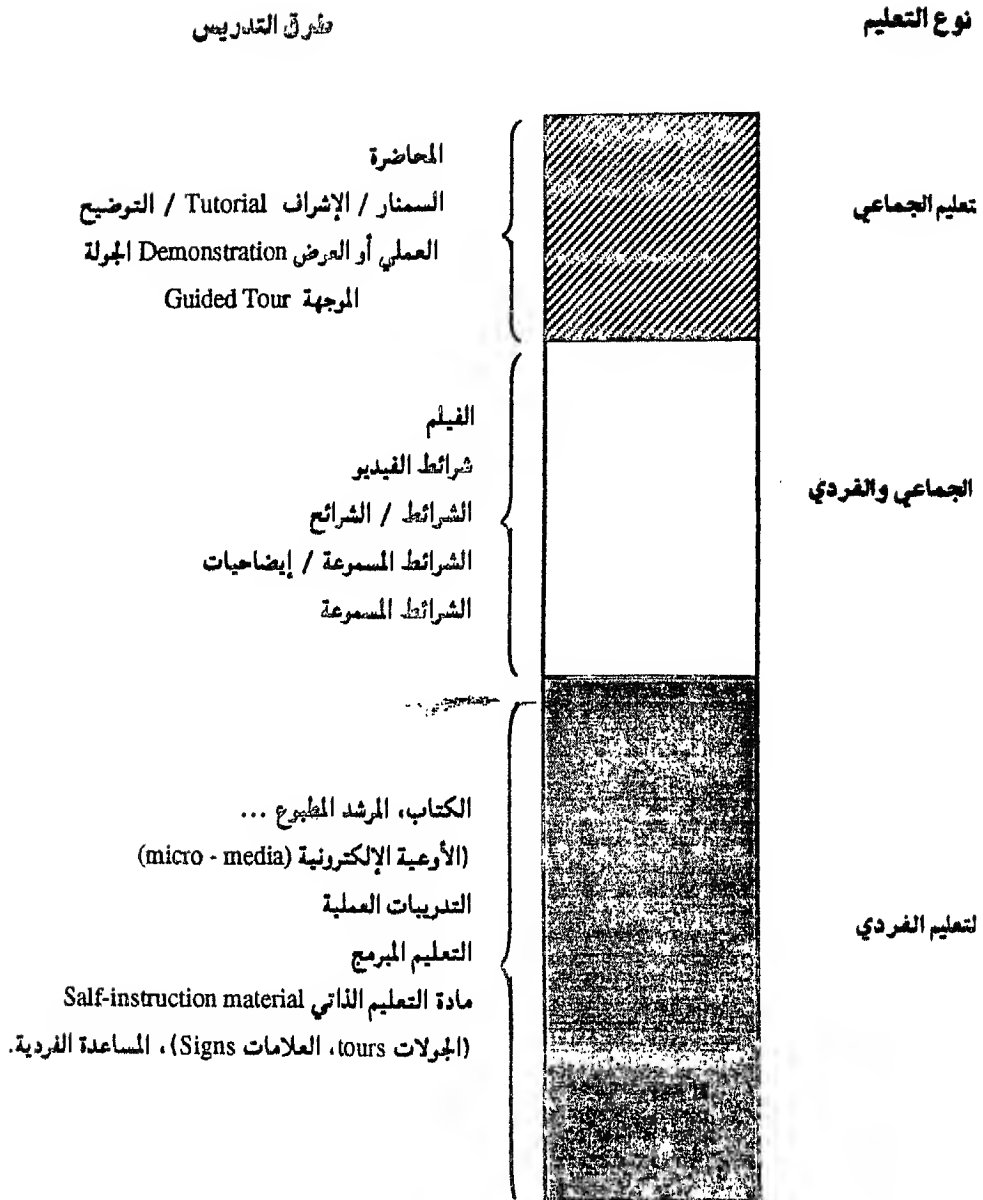 نوع التعليم
طرق التدريس
تعليم الجماعي
المحاضرة
السمنار / الإشراف Tutorial / التوضيح
العملي أو العرض Demonstration الجولة
الموجهة Guided Tour
الجماعي والفردي
الفيلم
شرائط الفيديو
الشرائط / الشرائح
الشرائط المسموعة / إيضاحيات
الشرائط المسموعة
لتعليم الفردي
الكتاب، المرشد المطبوع ...
(الأوعية الإلكترونية (micro - media)
التدريبات العملية
التعليم المبرمج
مادة التعليم الذاتي Salf-instruction material
(الجولات tours، العلامات Signs)، المساعدة الفردية.